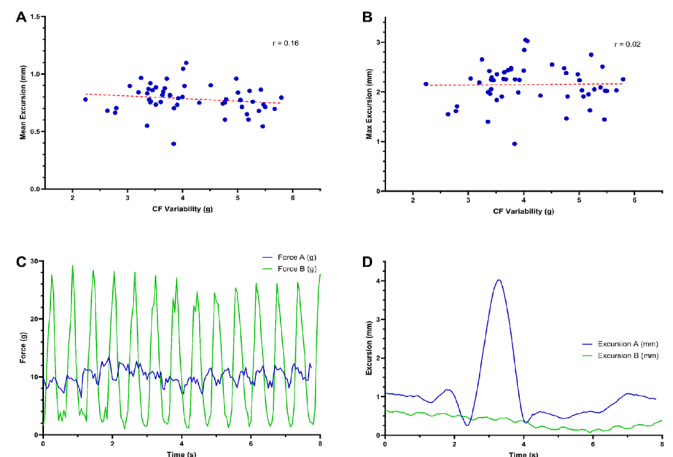 A
r = 0.16
Mean Excursion (mm)
1.5
1.0
0.5
0.0
2 3 4 5 6
CF Variability (g)
B
r = 0.02
Max Excursion (mm)
3
2
1
0
2 3 4 5 6
CF Variability (g)
C
Force A (g)
Force B (g)
Force (g)
30
20
10
0
0 2 4 6 8
Time (s)
D
Excursion A (mm)
Excursion B (mm)
Excursion (mm)
5
4
3
2
1
0
0 2 4 6 8
Time (s)